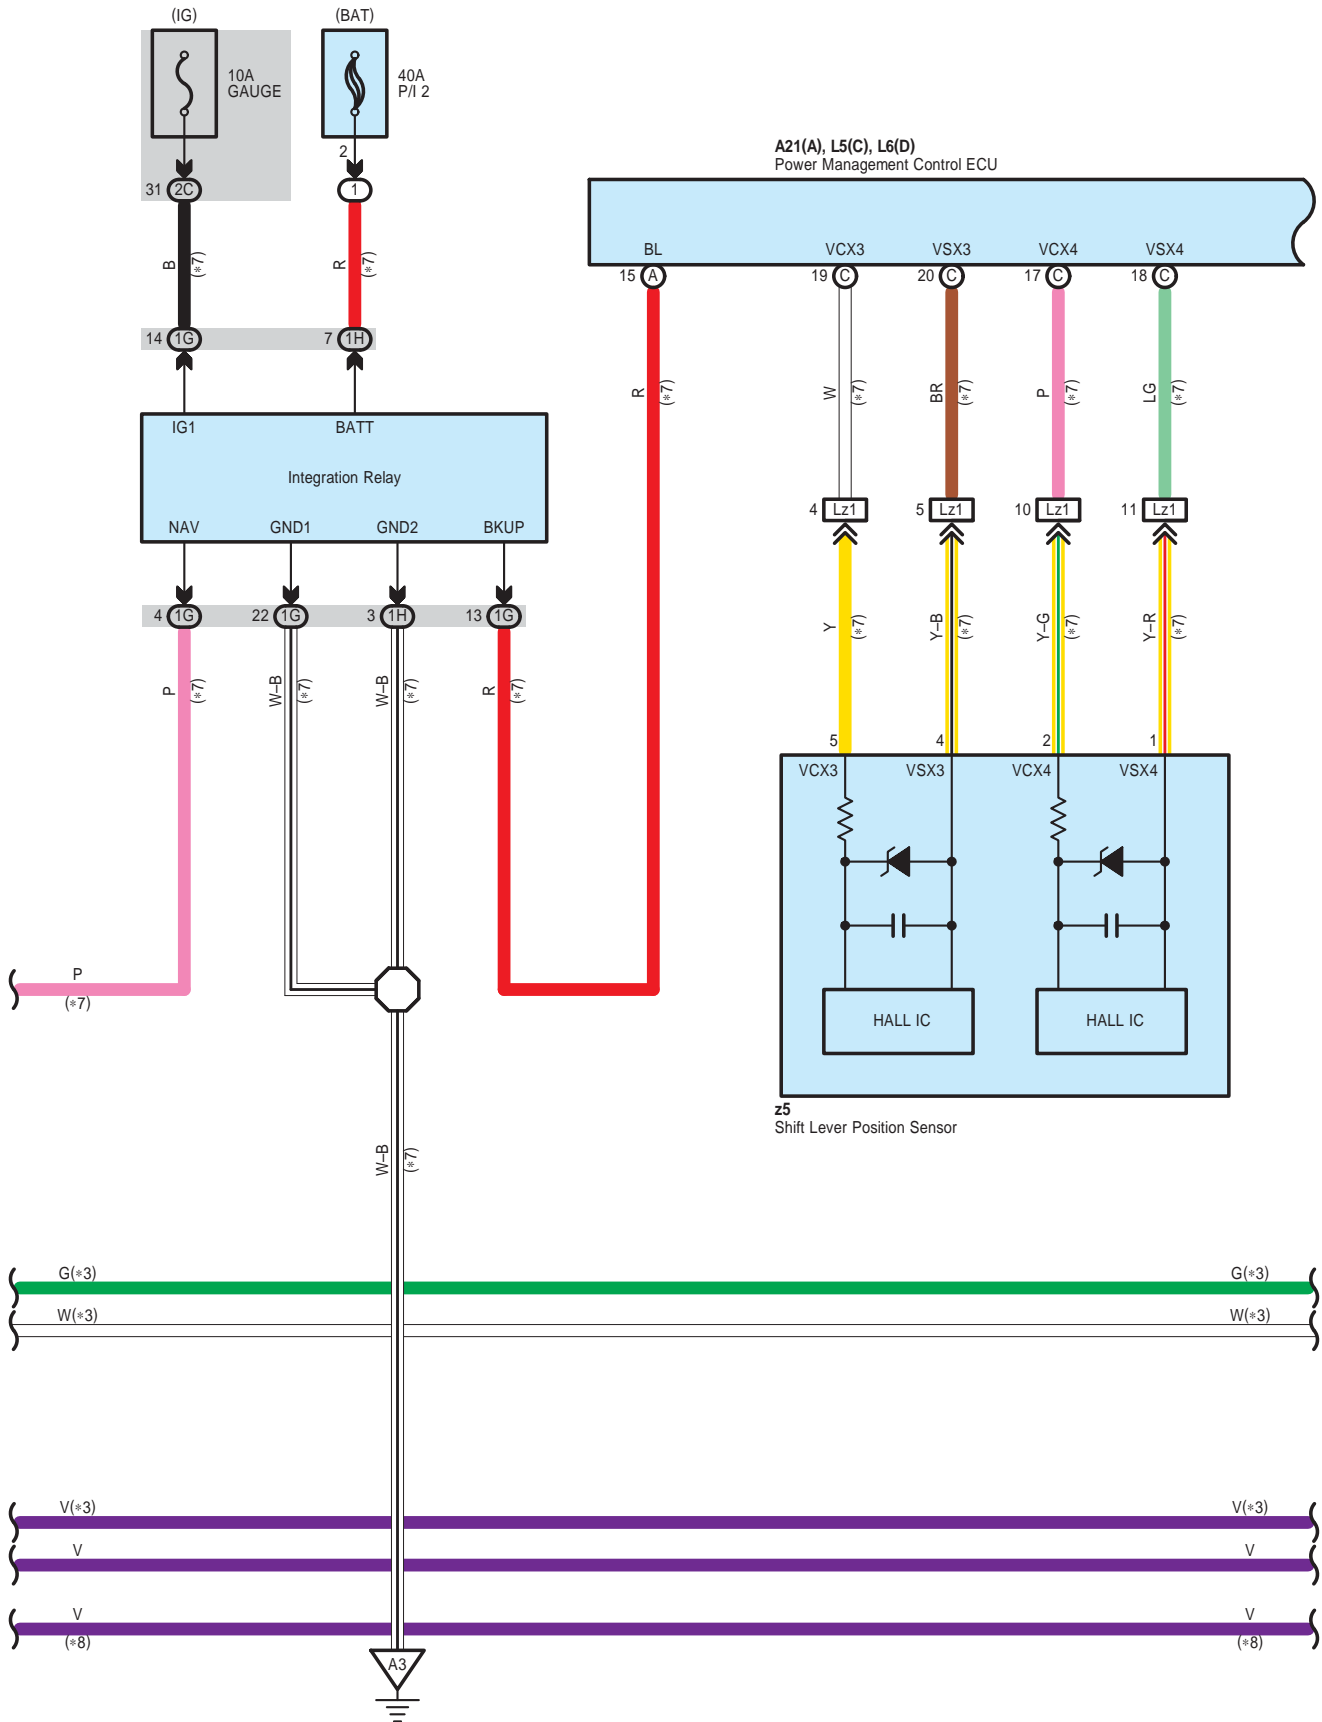 (IG)
(BAT)
10A
GAUGE
40A
P/I 2
2
31 2C
1
B
(*7)
R
(*7)
14 1G
7 1H
IG1
BATT
Integration Relay
NAV
GND1
GND2
BKUP
4 1G
22 1G
3 1H
13 1G
P
(*7)
W–B
(*7)
W–B
(*7)
R
(*7)
P
(*7)
A21(A), L5(C), L6(D)
Power Management Control ECU
BL
VCX3
VSX3
VCX4
VSX4
15 A
19 C
20 C
17 C
18 C
R
(*7)
W
(*7)
BR
(*7)
P
(*7)
LG
(*7)
4 Lz1
5 Lz1
10 Lz1
11 Lz1
Y
(*7)
Y–B
(*7)
Y–G
(*7)
Y–R
(*7)
5
4
2
1
VCX3
VSX3
VCX4
VSX4
HALL IC
HALL IC
z5
Shift Lever Position Sensor
W–B
(*7)
G(*3)
G(*3)
W(*3)
W(*3)
V(*3)
V(*3)
V
V
V
(*8)
V
(*8)
A3